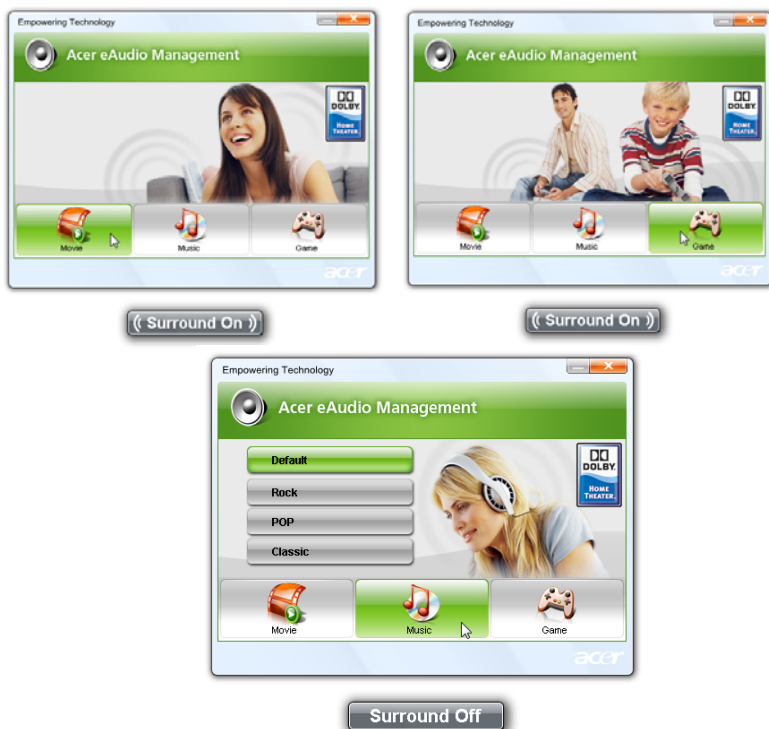 Empowering Technology
Acer eAudio Management
DOLBY
HOME
THEATER
Movie
Music
Game
acer
Empowering Technology
Acer eAudio Management
DOLBY
HOME
THEATER
Movie
Music
Game
acer
(( Surround On ))
(( Surround On ))
Empowering Technology
Acer eAudio Management
Default
Rock
POP
Classic
DOLBY
HOME
THEATER
Movie
Music
Game
acer
Surround Off